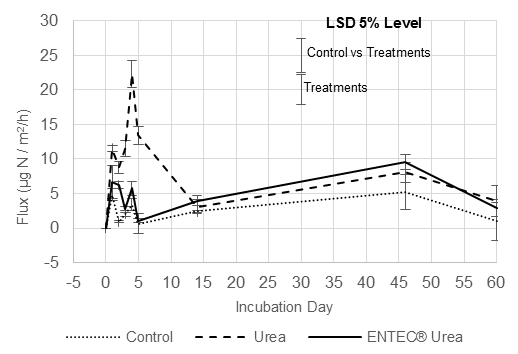 LSD 5% Level
Control vs Treatments
Treatments
30
25
20
15
10
5
0
-5
Flux (µg N / m²/h)
-5 0 5 10 15 20 25 30 35 40 45 50 55 60
Incubation Day
Control Urea ENTEC® Urea